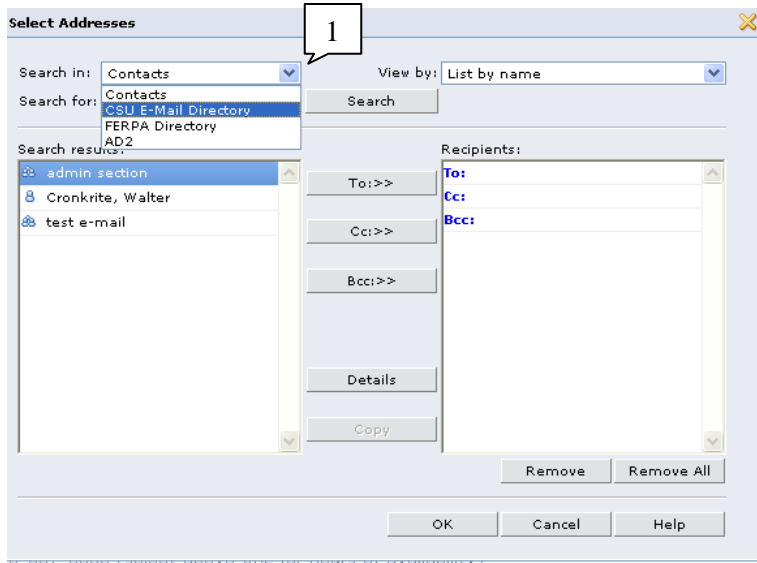 Select Addresses
1
Search in: Contacts View by: List by name
Search for: Contacts Search
CSU E-Mail Directory
FERPA Directory
AD2
Search results: Recipients:
admin section To:>> To:
Cronkrite, Walter Cc:
test e-mail Cc:>> Bcc:
Bcc:>>
Details
Copy
Remove Remove All
OK Cancel Help